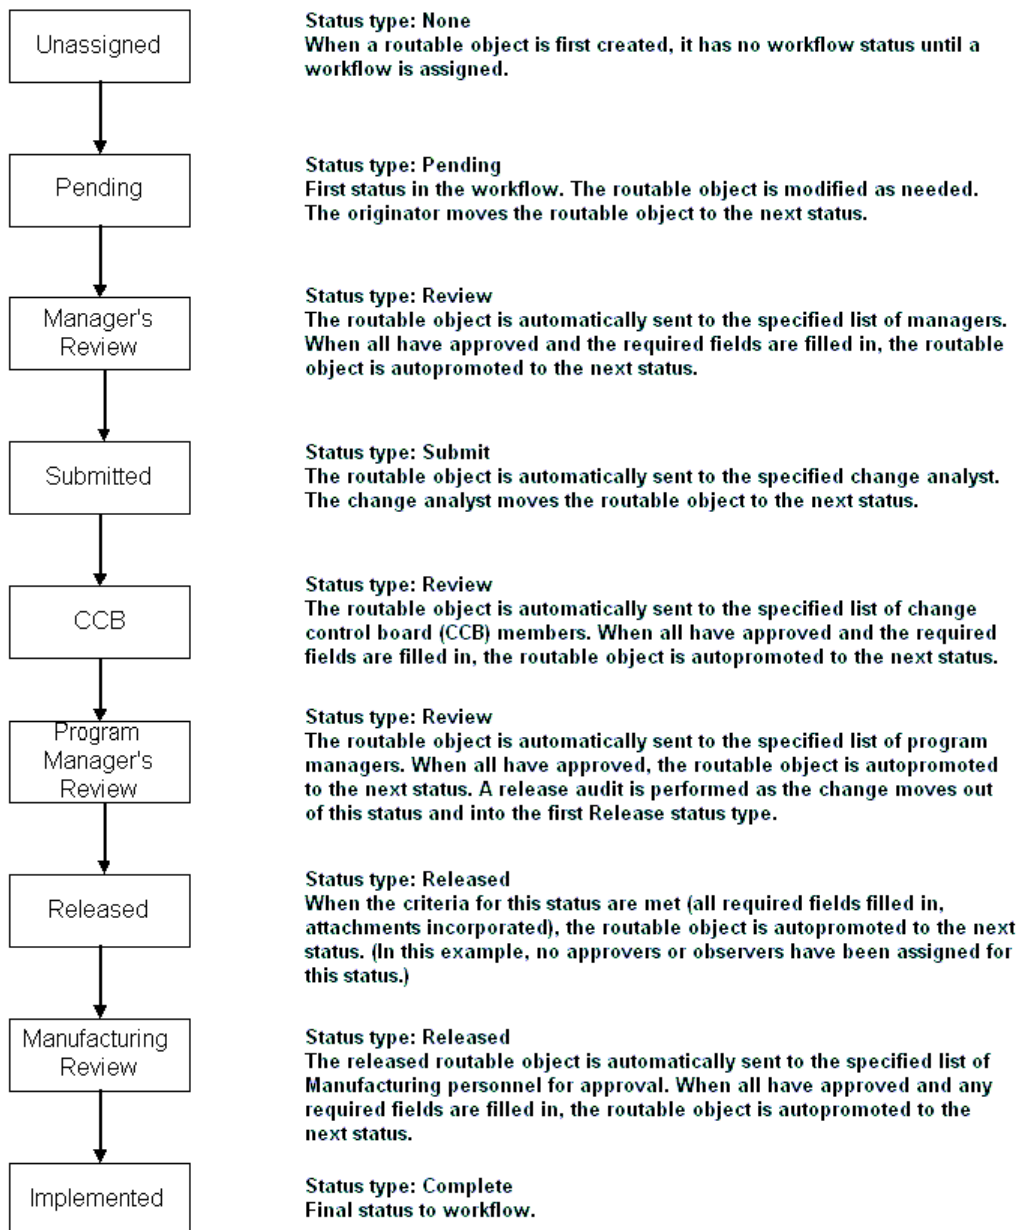 Unassigned
Status type: None
When a routable object is first created, it has no workflow status until a
workflow is assigned.
Pending
Status type: Pending
First status in the workflow. The routable object is modified as needed.
The originator moves the routable object to the next status.
Manager's
Review
Status type: Review
The routable object is automatically sent to the specified list of managers.
When all have approved and the required fields are filled in, the routable
object is autopromoted to the next status.
Submitted
Status type: Submit
The routable object is automatically sent to the specified change analyst.
The change analyst moves the routable object to the next status.
CCB
Status type: Review
The routable object is automatically sent to the specified list of change
control board (CCB) members. When all have approved and the required
fields are filled in, the routable object is autopromoted to the next status.
Program
Manager's
Review
Status type: Review
The routable object is automatically sent to the specified list of program
managers. When all have approved, the routable object is autopromoted
to the next status. A release audit is performed as the change moves out
of this status and into the first Release status type.
Released
Status type: Released
When the criteria for this status are met (all required fields filled in,
attachments incorporated), the routable object is autopromoted to the next
status. (In this example, no approvers or observers have been assigned for
this status.)
Manufacturing
Review
Status type: Released
The released routable object is automatically sent to the specified list of
Manufacturing personnel for approval. When all have approved and any
required fields are filled in, the routable object is autopromoted to the
next status.
Implemented
Status type: Complete
Final status to workflow.